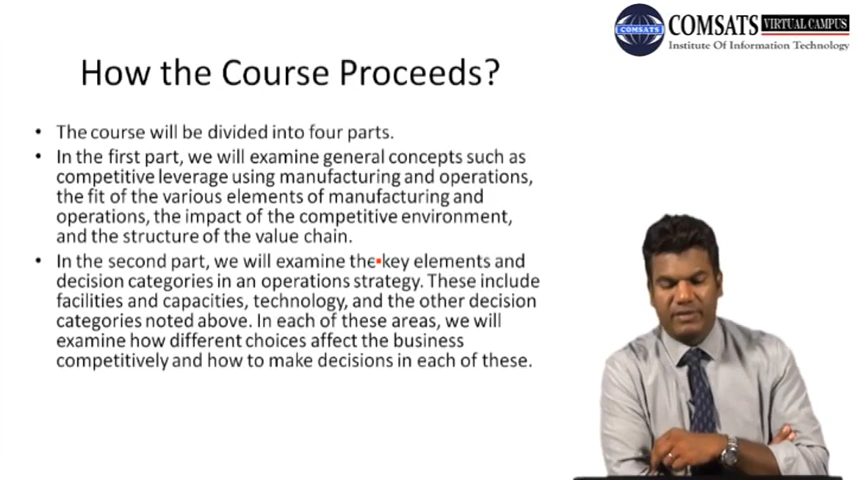 COMSATS VIRTUAL CAMPUS
COMSATS
Institute Of Information Technology
How the Course Proceeds?
• The course will be divided into four parts.
• In the first part, we will examine general concepts such as
competitive leverage using manufacturing and operations,
the fit of the various elements of manufacturing and
operations, the impact of the competitive environment,
and the structure of the value chain.
• In the second part, we will examine the key elements and
decision categories in an operations strategy. These include
facilities and capacities, technology, and the other decision
categories noted above. In each of these areas, we will
examine how different choices affect the business
competitively and how to make decisions in each of these.